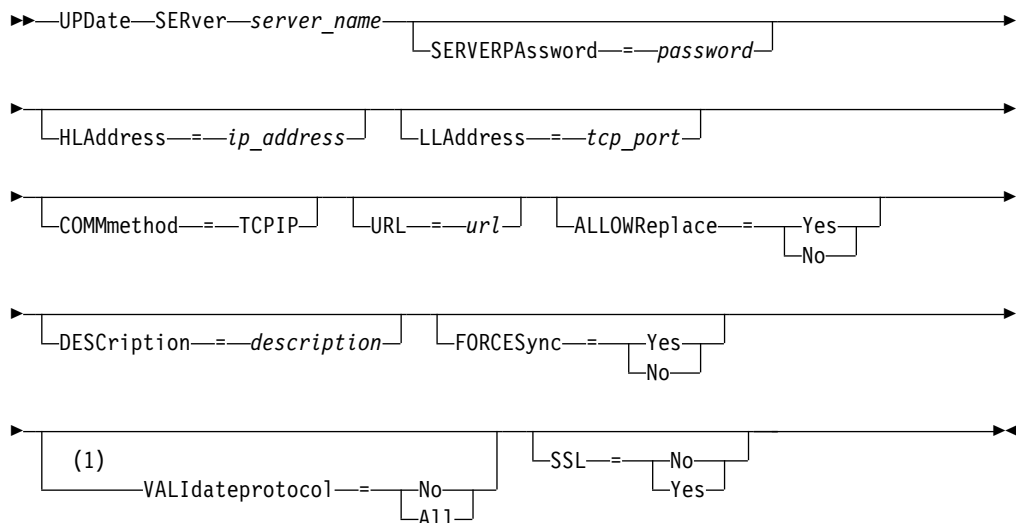 UPDate SERver server_name
SERVERPAssword = password
HLAddress = ip_address LLAddress = tcp_port
COMMmethod = TCPIP URL = url ALLOWReplace = Yes
No
DESCription = description FORCESync = Yes
No
(1)
VALIdateprotocol = No
All
SSL = No
Yes